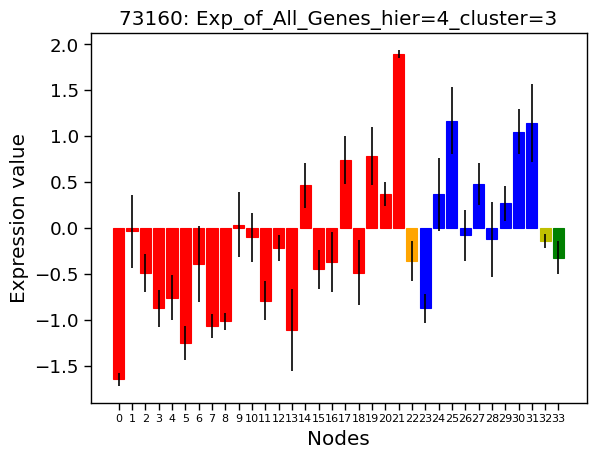 73160: Exp_of_All_Genes_hier=4_cluster=3
Expression value
2.0
1.5
1.0
0.5
0.0
−0.5
−1.0
−1.5
0 1 2 3 4 5 6 7 8 9 10 11 12 13 14 15 16 17 18 19 20 21 22 23 24 25 26 27 28 29 30 31 32 33
Nodes